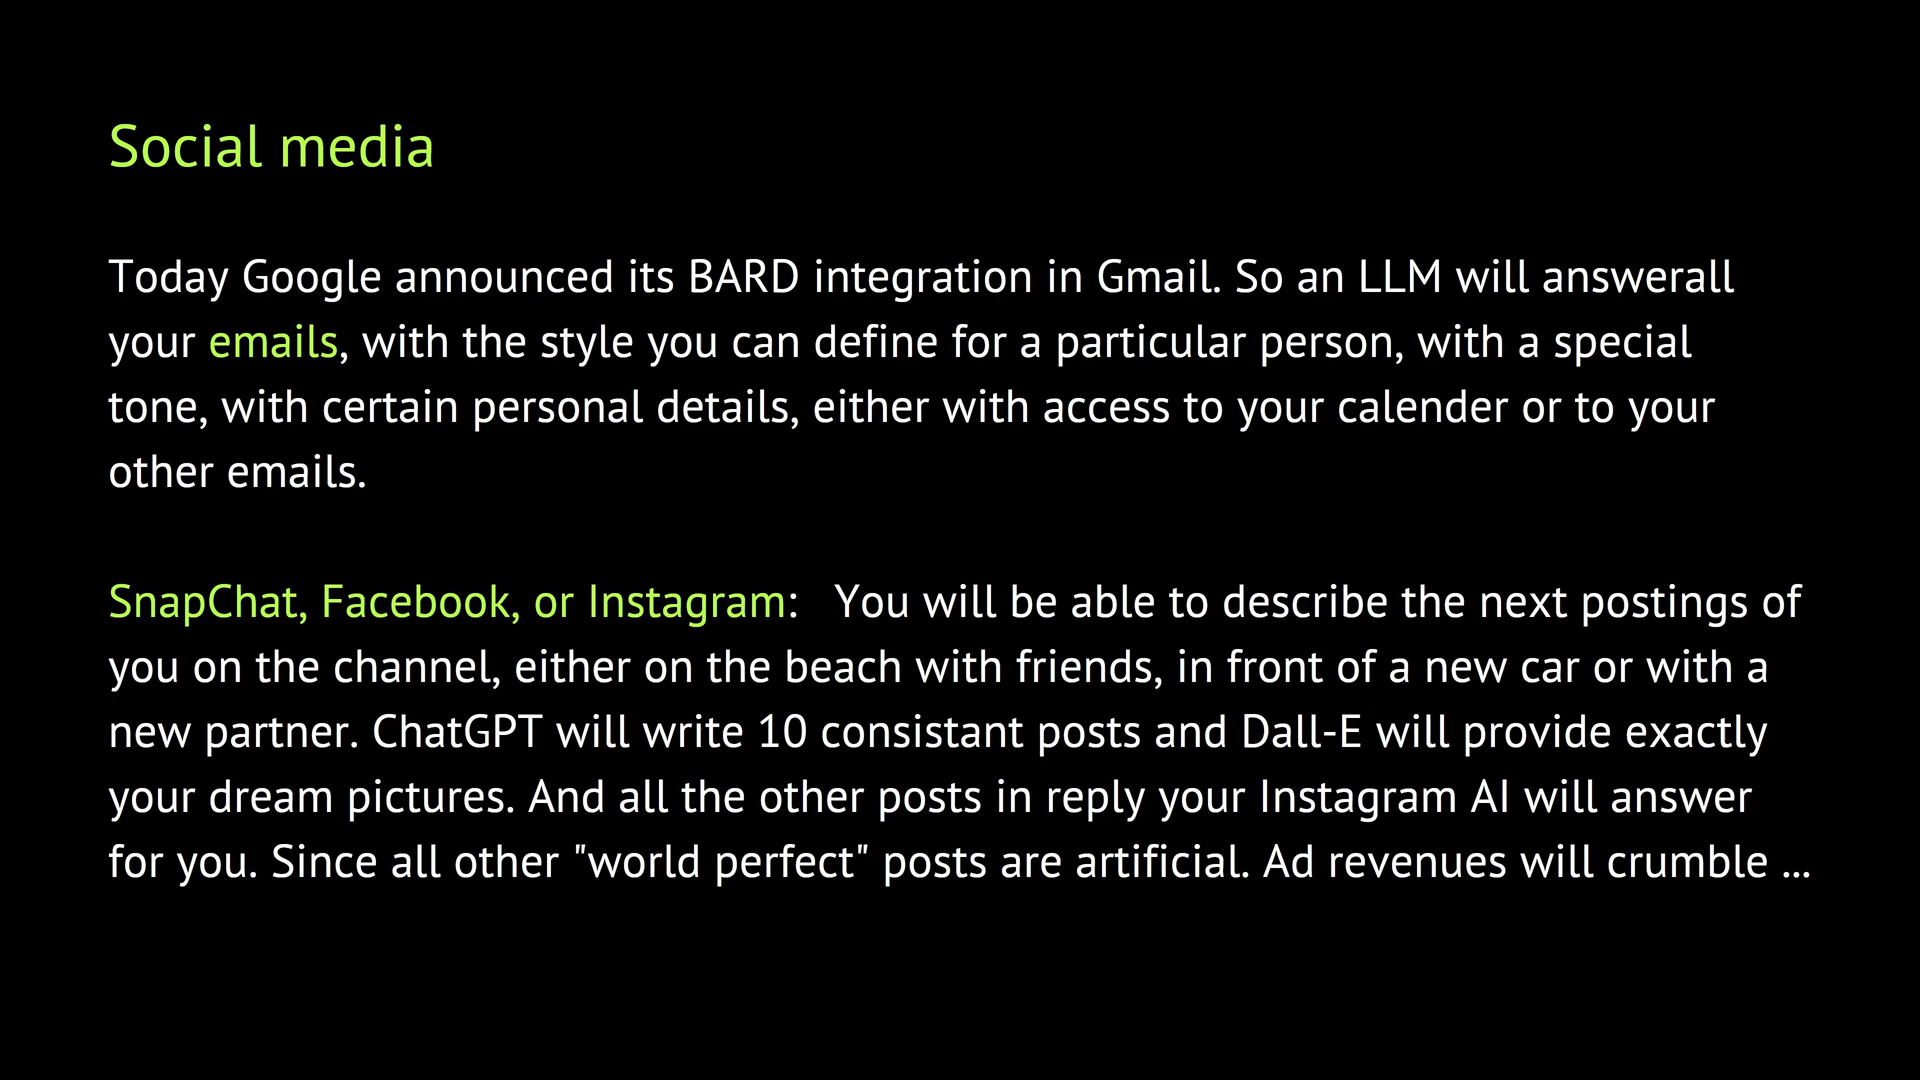 Social media
Today Google announced its BARD integration in Gmail. So an LLM will answerall
your emails, with the style you can define for a particular person, with a special
tone, with certain personal details, either with access to your calender or to your
other emails.
SnapChat, Facebook, or Instagram:   You will be able to describe the next postings of
you on the channel, either on the beach with friends, in front of a new car or with a
new partner. ChatGPT will write 10 consistant posts and Dall-E will provide exactly
your dream pictures. And all the other posts in reply your Instagram AI will answer
for you. Since all other "world perfect" posts are artificial. Ad revenues will crumble ...